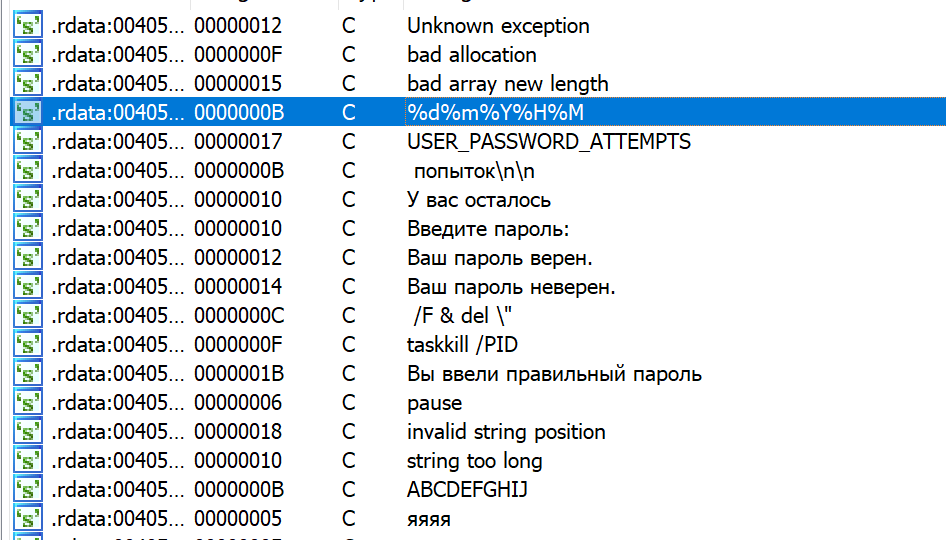 .rdata:00405… 00000012 C Unknown exception
.rdata:00405… 0000000F C bad allocation
.rdata:00405… 00000015 C bad array new length
.rdata:00405… 0000000B C %d%m%Y%H%M
.rdata:00405… 00000017 C USER_PASSWORD_ATTEMPTS
.rdata:00405… 0000000B C попыток\n\n
.rdata:00405… 00000010 C У вас осталось
.rdata:00405… 00000010 C Введите пароль:
.rdata:00405… 00000012 C Ваш пароль верен.
.rdata:00405… 00000014 C Ваш пароль неверен.
.rdata:00405… 0000000C C /F & del \"
.rdata:00405… 0000000F C taskkill /PID
.rdata:00405… 0000001B C Вы ввели правильный пароль
.rdata:00405… 00000006 C pause
.rdata:00405… 00000018 C invalid string position
.rdata:00405… 00000010 C string too long
.rdata:00405… 0000000B C ABCDEFGHIJ
.rdata:00405… 00000005 C яяяя